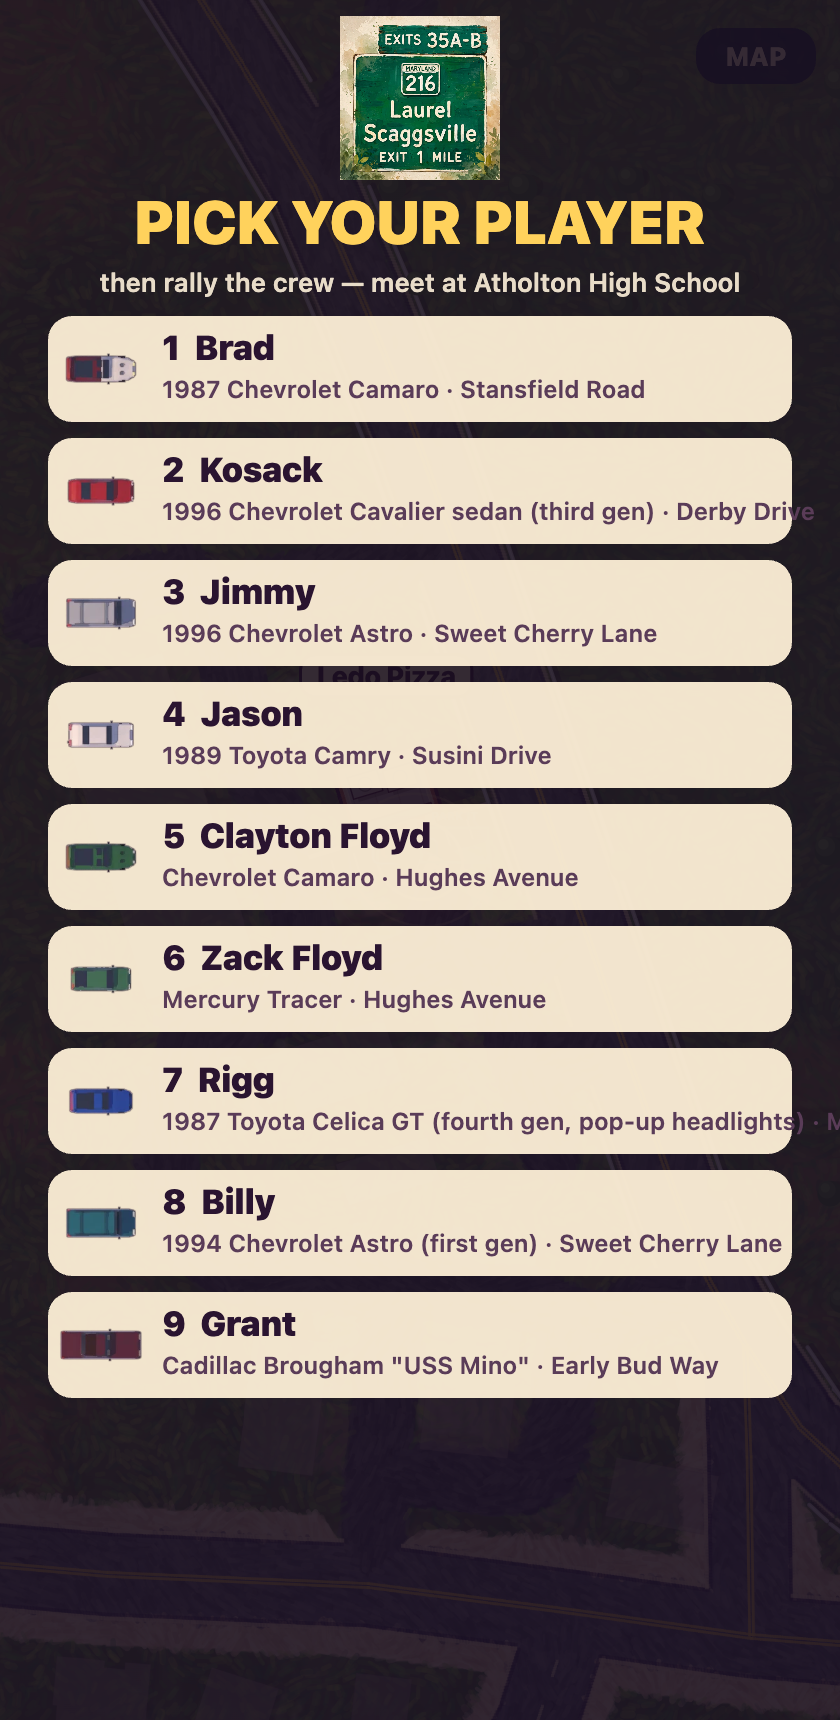 EXITS 35A-B
MARYLAND
216
Laurel
Scaggsville
EXIT 1 MILE
MAP
PICK YOUR PLAYER
then rally the crew — meet at Atholton High School
1 Brad
1987 Chevrolet Camaro · Stansfield Road
2 Kosack
1996 Chevrolet Cavalier sedan (third gen) · Derby Drive
3 Jimmy
1996 Chevrolet Astro · Sweet Cherry Lane
Ledo Pizza
4 Jason
1989 Toyota Camry · Susini Drive
5 Clayton Floyd
Chevrolet Camaro · Hughes Avenue
6 Zack Floyd
Mercury Tracer · Hughes Avenue
7 Rigg
1987 Toyota Celica GT (fourth gen, pop-up headlights) ·
8 Billy
1994 Chevrolet Astro (first gen) · Sweet Cherry Lane
9 Grant
Cadillac Brougham "USS Mino" · Early Bud Way